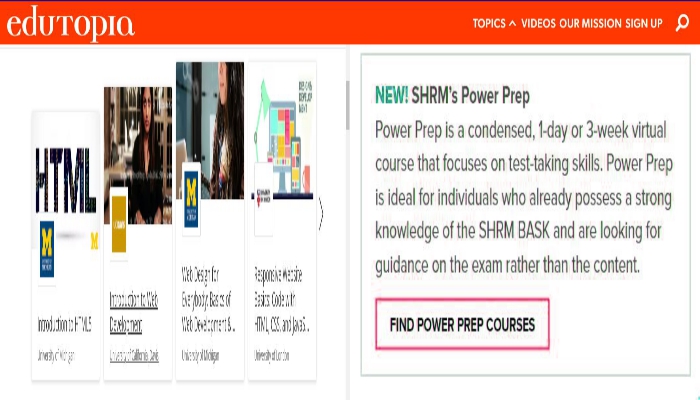 edutopia
TOPICS VIDEOS OUR MISSION SIGN UP
HTML
Introduction to HTML5
University of Michigan
Introduction to Web
Development
University of California, Davis
Web Design for
Everybody: Basics of
Web Development &...
University of Michigan
Responsive Website
Basics: Code with
HTML, CSS, and JavaS...
University of London
NEW! SHRM's Power Prep
Power Prep is a condensed, 1-day or 3-week virtual
course that focuses on test-taking skills. Power Prep
is ideal for individuals who already possess a strong
knowledge of the SHRM BASK and are looking for
guidance on the exam rather than the content.
FIND POWER PREP COURSES